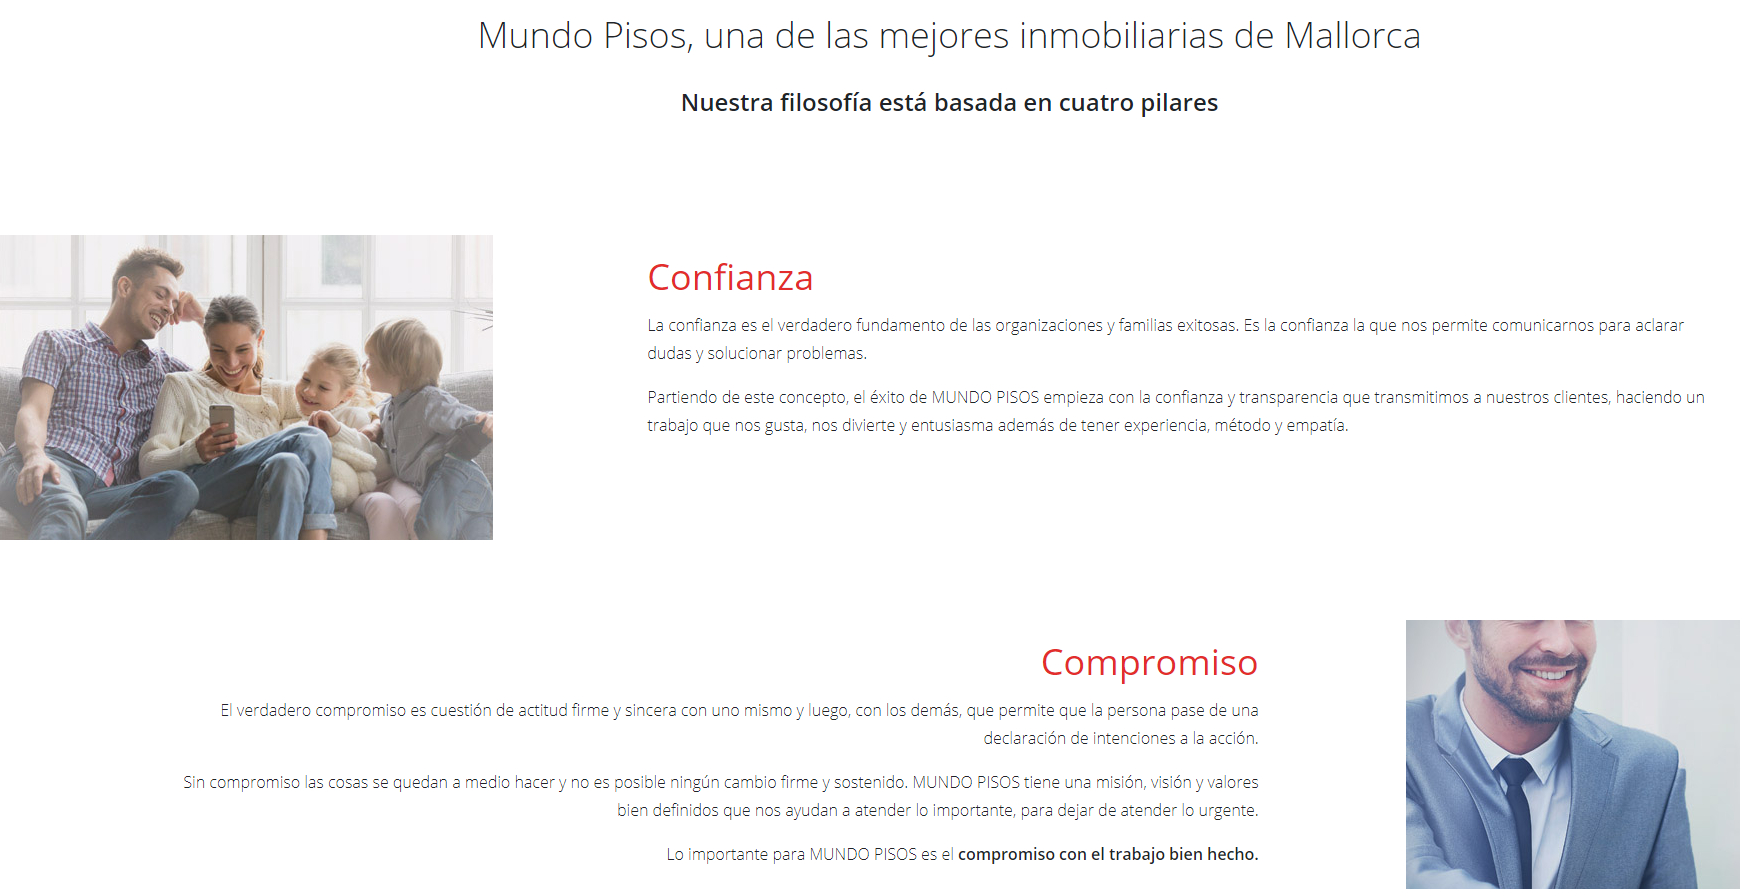 Mundo Pisos, una de las mejores inmobiliarias de Mallorca
Nuestra filosofía está basada en cuatro pilares
Confianza
La confianza es el verdadero fundamento de las organizaciones y familias exitosas. Es la confianza la que nos permite comunicarnos para aclarar
dudas y solucionar problemas.
Partiendo de este concepto, el éxito de MUNDO PISOS empieza con la confianza y transparencia que transmitimos a nuestros clientes, haciendo un
trabajo que nos gusta, nos divierte y entusiasma además de tener experiencia, método y empatía.
Compromiso
El verdadero compromiso es cuestión de actitud firme y sincera con uno mismo y luego, con los demás, que permite que la persona pase de una
declaración de intenciones a la acción.
Sin compromiso las cosas se quedan a medio hacer y no es posible ningún cambio firme y sostenido. MUNDO PISOS tiene una misión, visión y valores
bien definidos que nos ayudan a atender lo importante, para dejar de atender lo urgente.
Lo importante para MUNDO PISOS es el compromiso con el trabajo bien hecho.